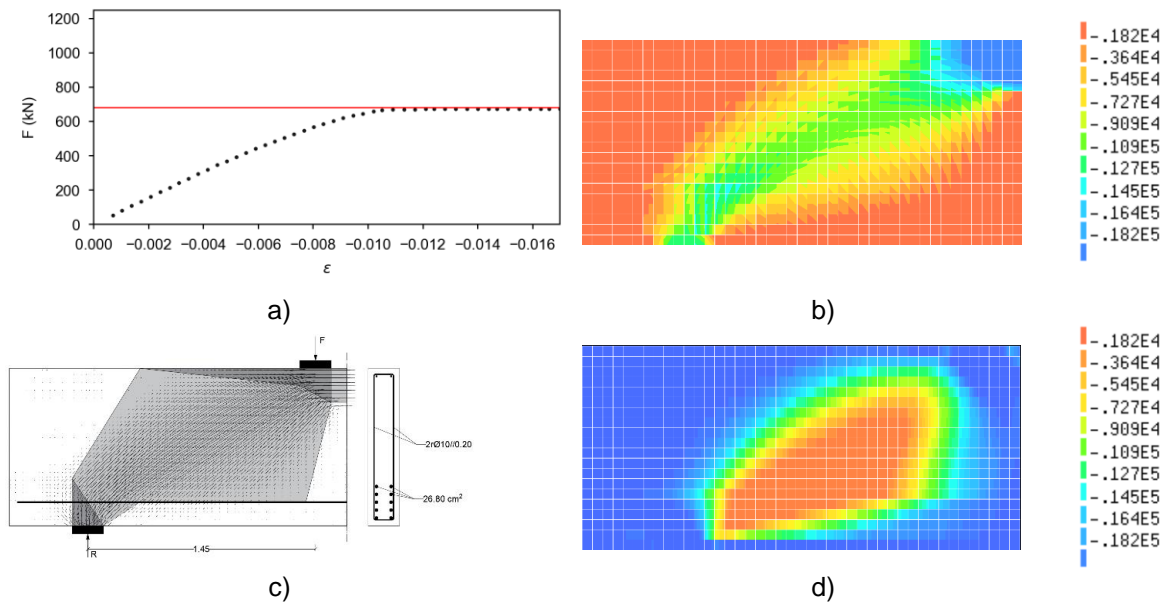 1200
1000
800
600
400
200
0
F (kN)
0.000 −0.002 −0.004 −0.006 −0.008 −0.010 −0.012 −0.014 −0.016
ε
a)
-.182E4
-.364E4
-.545E4
-.727E4
-.909E4
-.109E5
-.127E5
-.145E5
-.164E5
-.182E5
b)
F
2rØ10//0.20
26.80 cm²
R
1.45
c)
-.182E4
-.364E4
-.545E4
-.727E4
-.909E4
-.109E5
-.127E5
-.145E5
-.164E5
-.182E5
d)